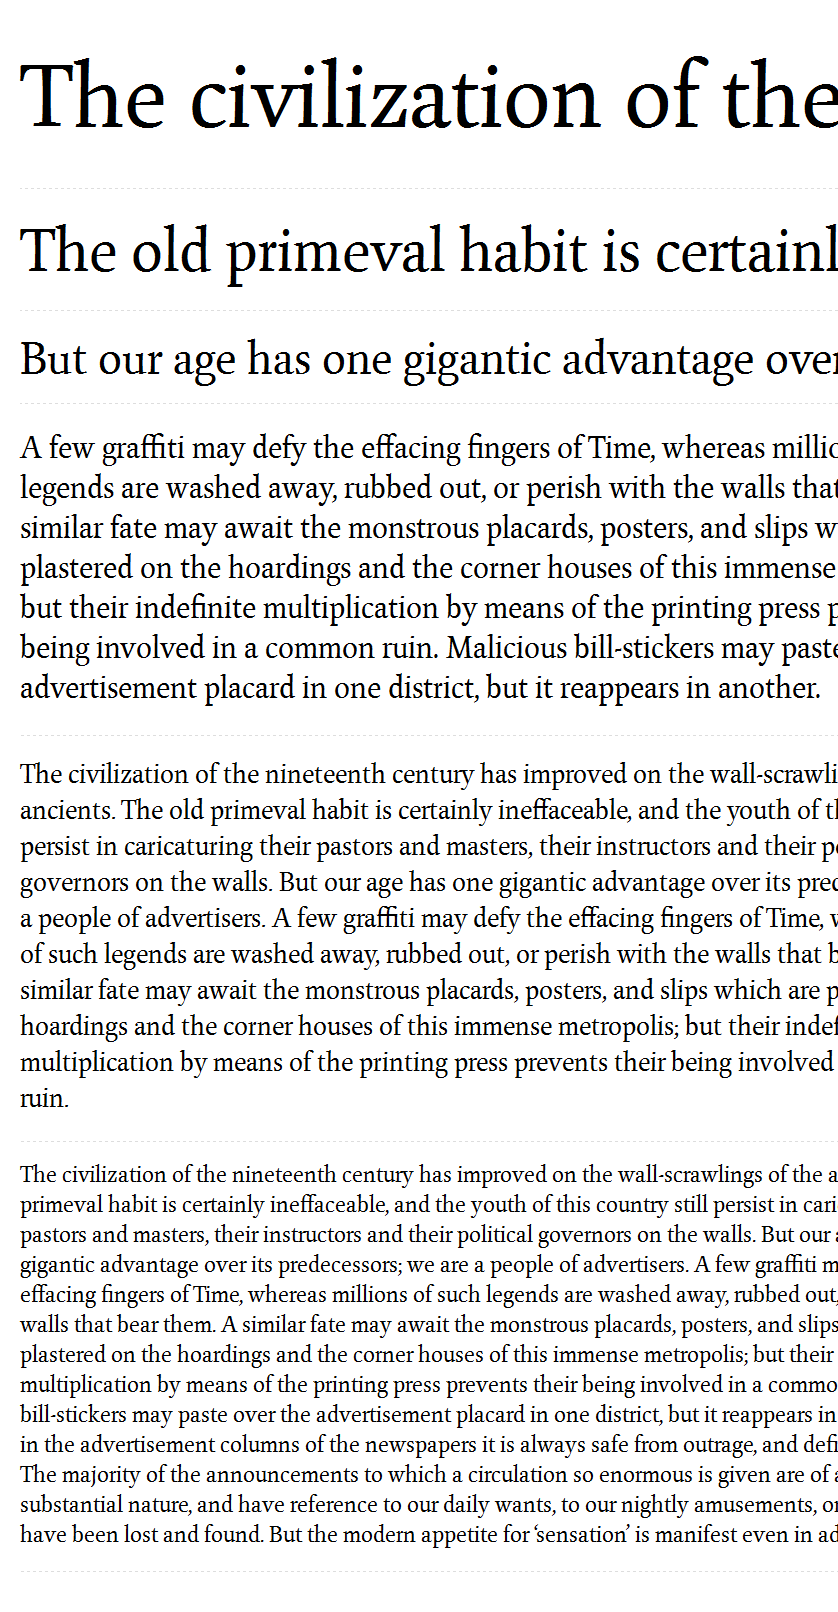 The civilization of the
The old primeval habit is certainl
But our age has one gigantic advantage over
A few graffiti may defy the effacing fingers of Time, whereas millio
legends are washed away, rubbed out, or perish with the walls that
similar fate may await the monstrous placards, posters, and slips w
plastered on the hoardings and the corner houses of this immense
but their indefinite multiplication by means of the printing press p
being involved in a common ruin. Malicious bill-stickers may paste
advertisement placard in one district, but it reappears in another.
The civilization of the nineteenth century has improved on the wall-scrawli
ancients. The old primeval habit is certainly ineffaceable, and the youth of th
persist in caricaturing their pastors and masters, their instructors and their po
governors on the walls. But our age has one gigantic advantage over its pred
a people of advertisers. A few graffiti may defy the effacing fingers of Time, w
of such legends are washed away, rubbed out, or perish with the walls that b
similar fate may await the monstrous placards, posters, and slips which are p
hoardings and the corner houses of this immense metropolis; but their indef
multiplication by means of the printing press prevents their being involved
ruin.
The civilization of the nineteenth century has improved on the wall-scrawlings of the a
primeval habit is certainly ineffaceable, and the youth of this country still persist in cari
pastors and masters, their instructors and their political governors on the walls. But our a
gigantic advantage over its predecessors; we are a people of advertisers. A few graffiti m
effacing fingers of Time, whereas millions of such legends are washed away, rubbed out,
walls that bear them. A similar fate may await the monstrous placards, posters, and slips
plastered on the hoardings and the corner houses of this immense metropolis; but their
multiplication by means of the printing press prevents their being involved in a commo
bill-stickers may paste over the advertisement placard in one district, but it reappears in
in the advertisement columns of the newspapers it is always safe from outrage, and defi
The majority of the announcements to which a circulation so enormous is given are of a
substantial nature, and have reference to our daily wants, to our nightly amusements, or
have been lost and found. But the modern appetite for ‘sensation’ is manifest even in ad